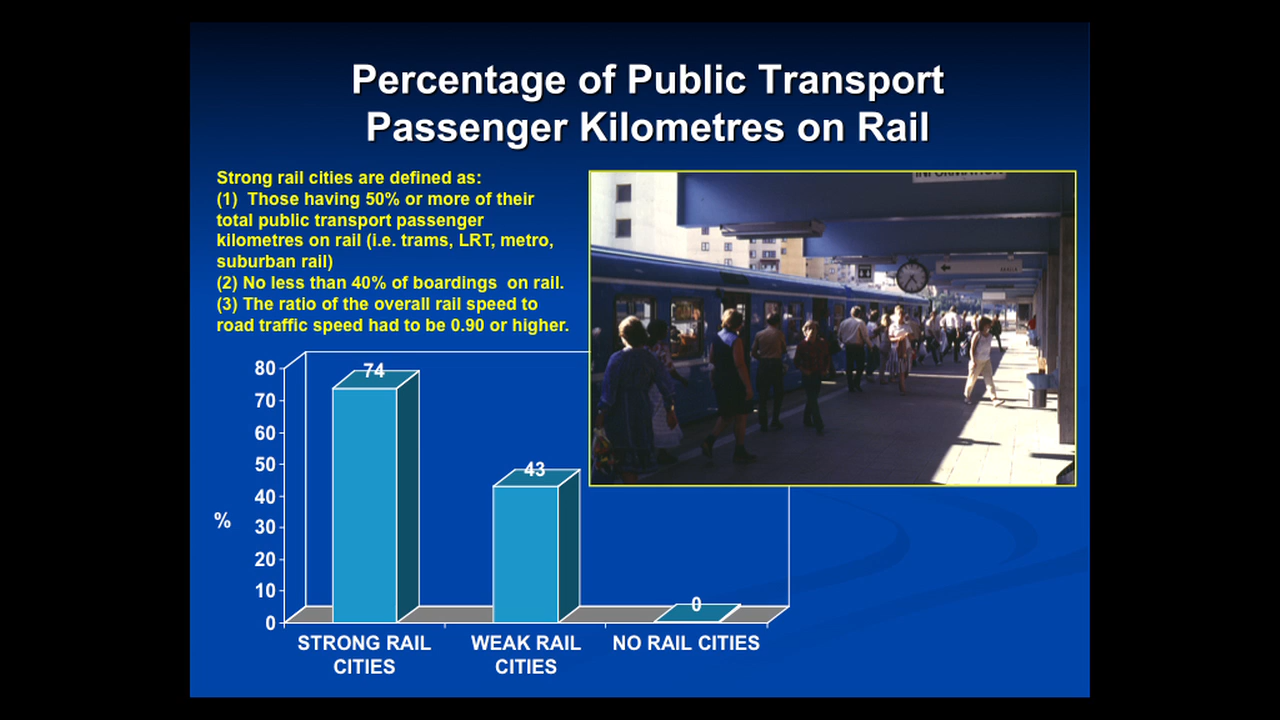 Percentage of Public Transport
Passenger Kilometres on Rail
Strong rail cities are defined as:
(1) Those having 50% or more of their
total public transport passenger
kilometres on rail (i.e. trams, LRT, metro,
suburban rail)
(2) No less than 40% of boardings on rail.
(3) The ratio of the overall rail speed to
road traffic speed had to be 0.90 or higher.
INFORMATION
80
70
60
50
40
30
20
10
0
%
74
43
0
STRONG RAIL
CITIES
WEAK RAIL
CITIES
NO RAIL CITIES